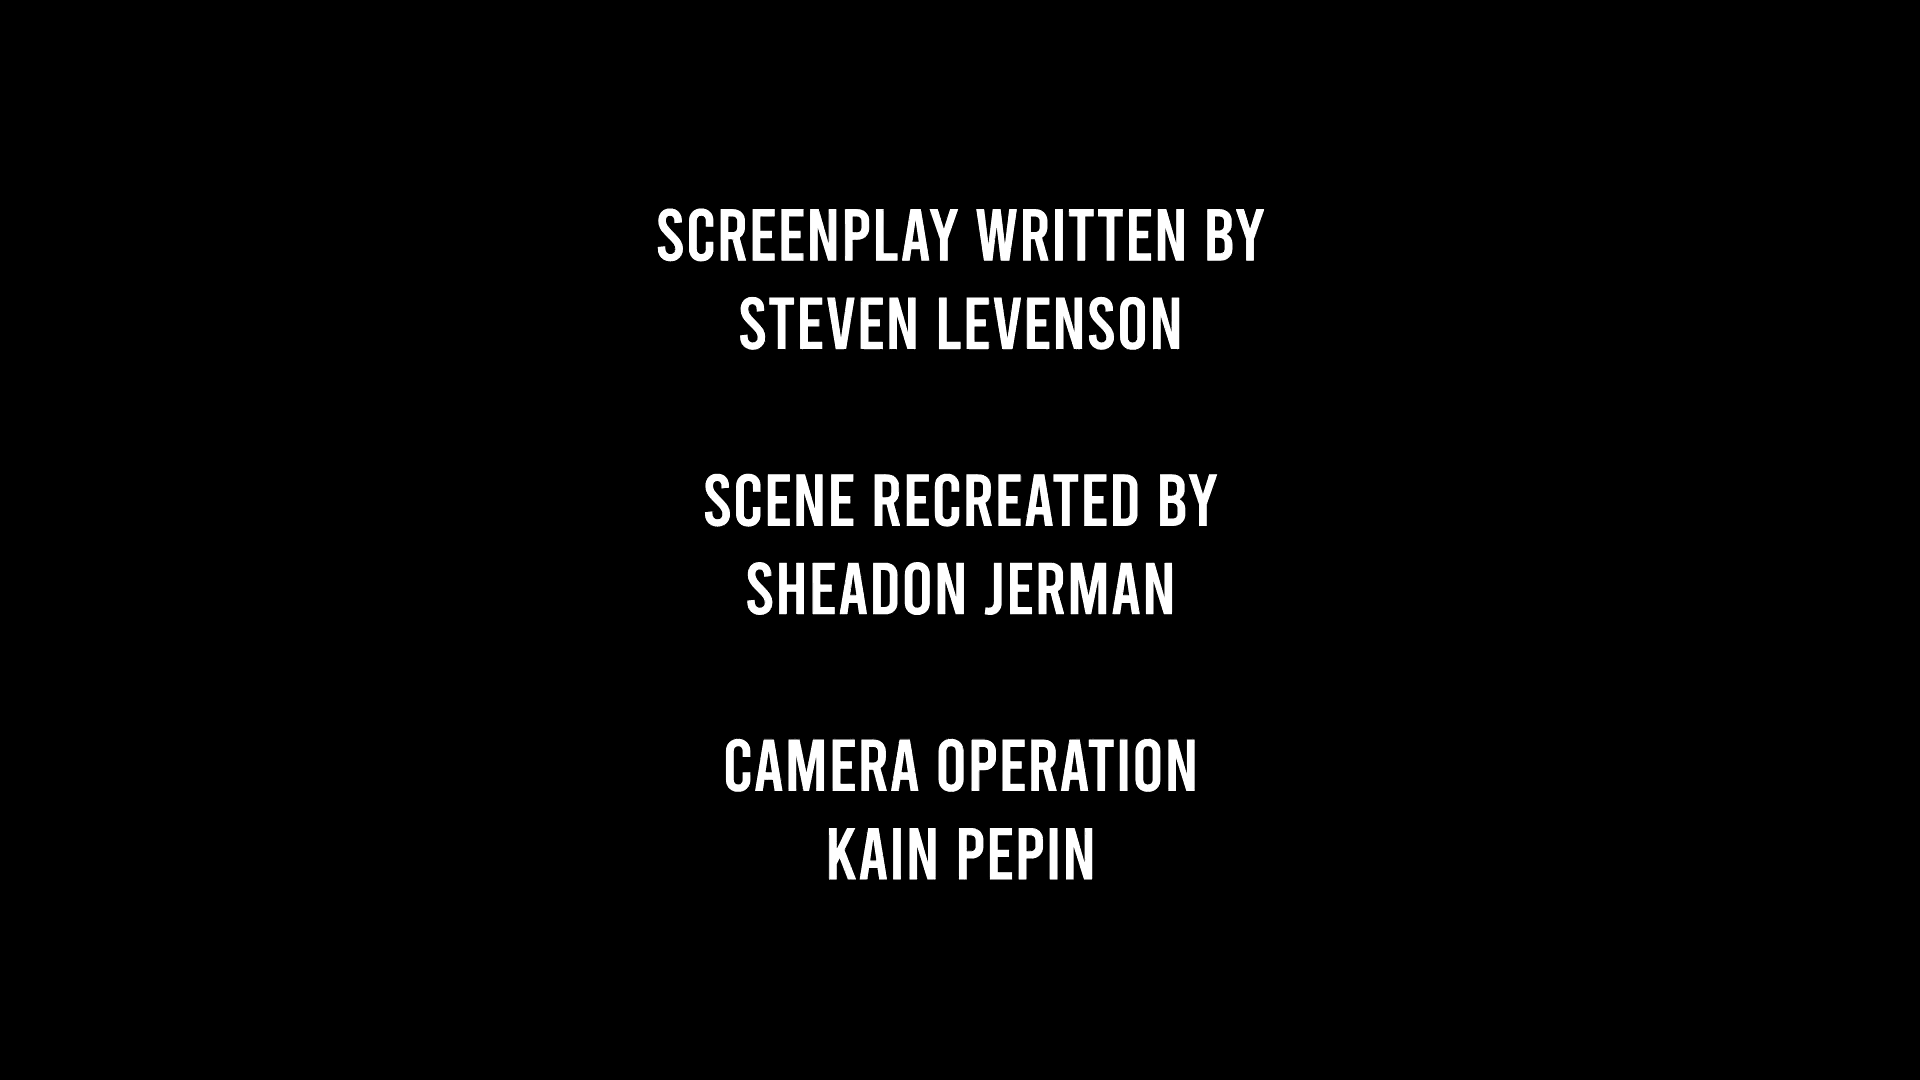 SCREENPLAY WRITTEN BY
STEVEN LEVENSON
SCENE RECREATED BY
SHEADON JERMAN
CAMERA OPERATION
KAIN PEPIN